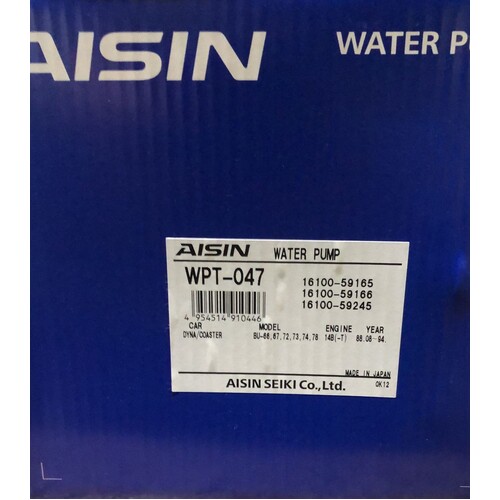 AISIN WATER PU
AISIN WATER PUMP
WPT-047
16100-59165
16100-59166
16100-59245
4 954514 910446
CAR MODEL ENGINE YEAR
DYNA/COASTER BU-66,67,72,73,74,78 14B(-T) 88.08~94.
MADE IN JAPAN
AISIN SEIKI Co., Ltd. OK12